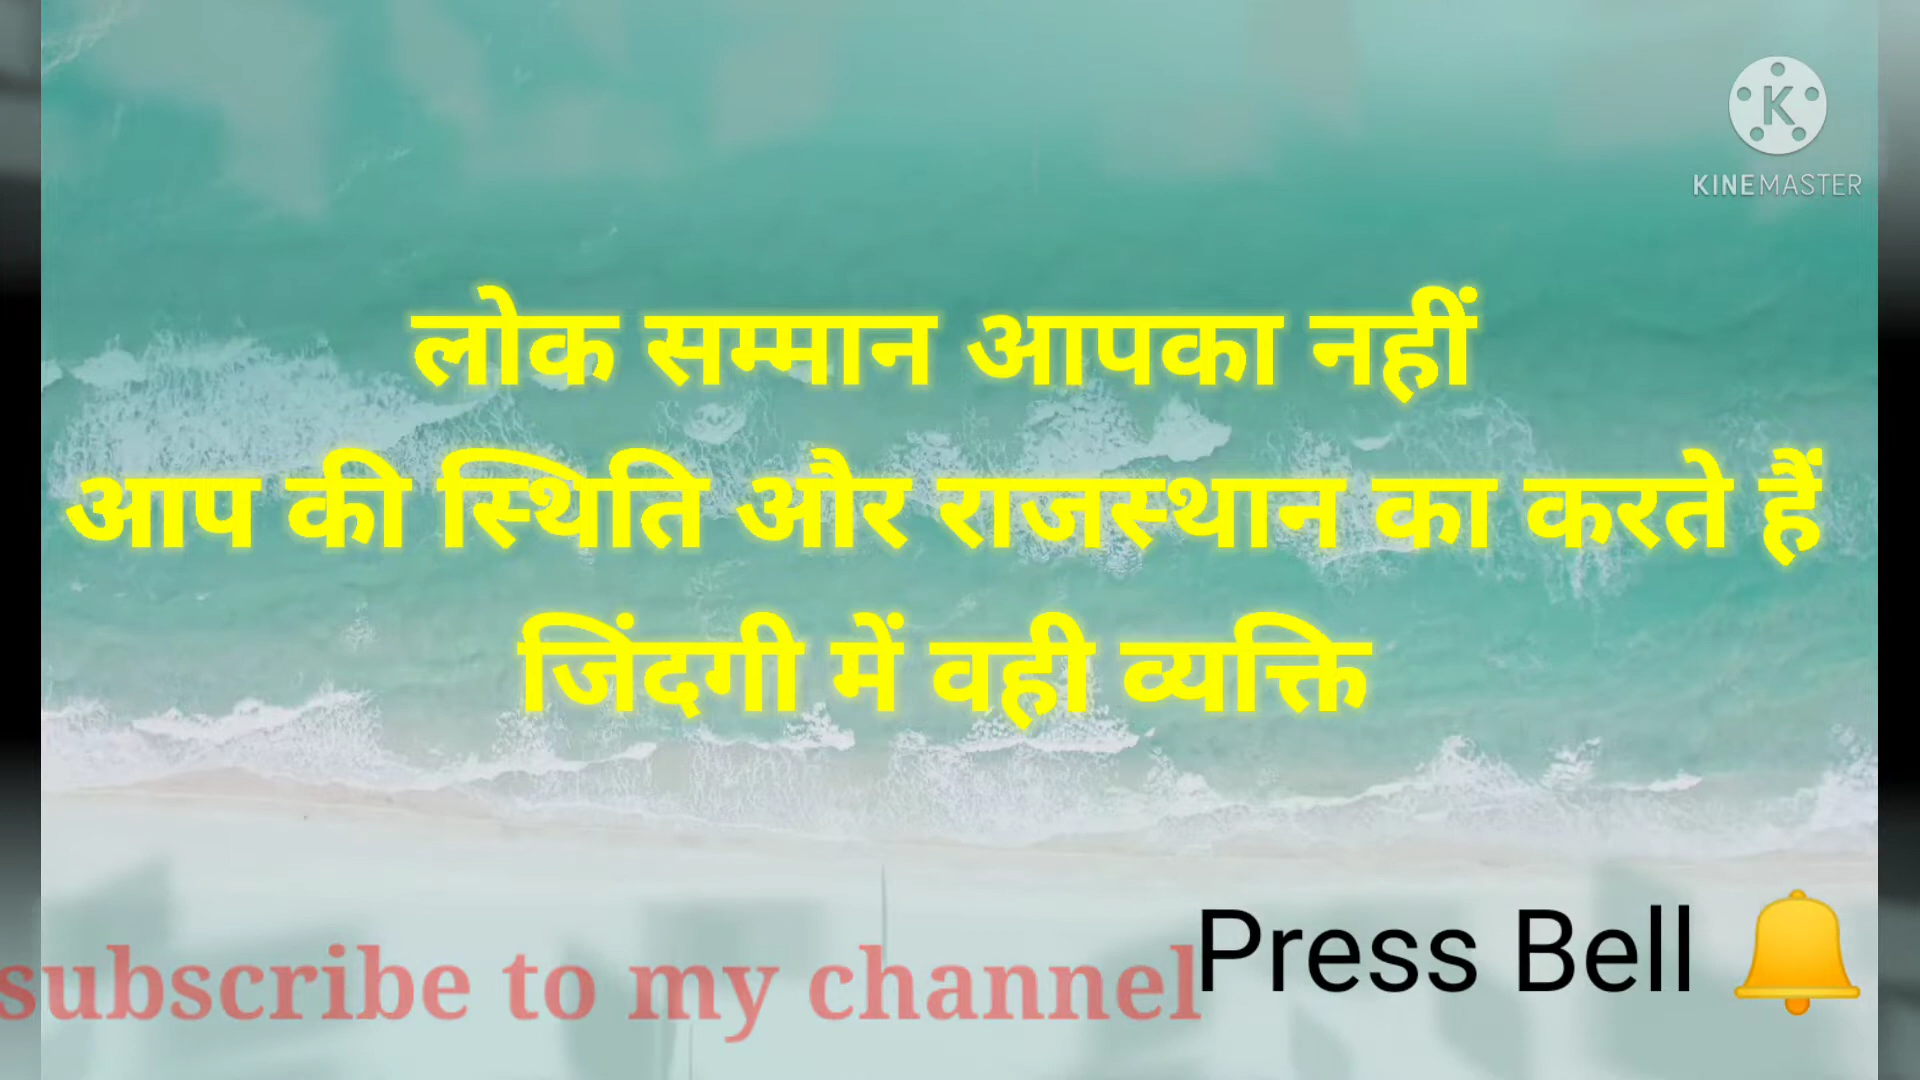 KINEMASTER
लोक सम्मान आपका नहीं
आप की स्थिति और राजस्थान का करते हैं
जिंदगी में वही व्यक्ति
subscribe to my channel
Press Bell